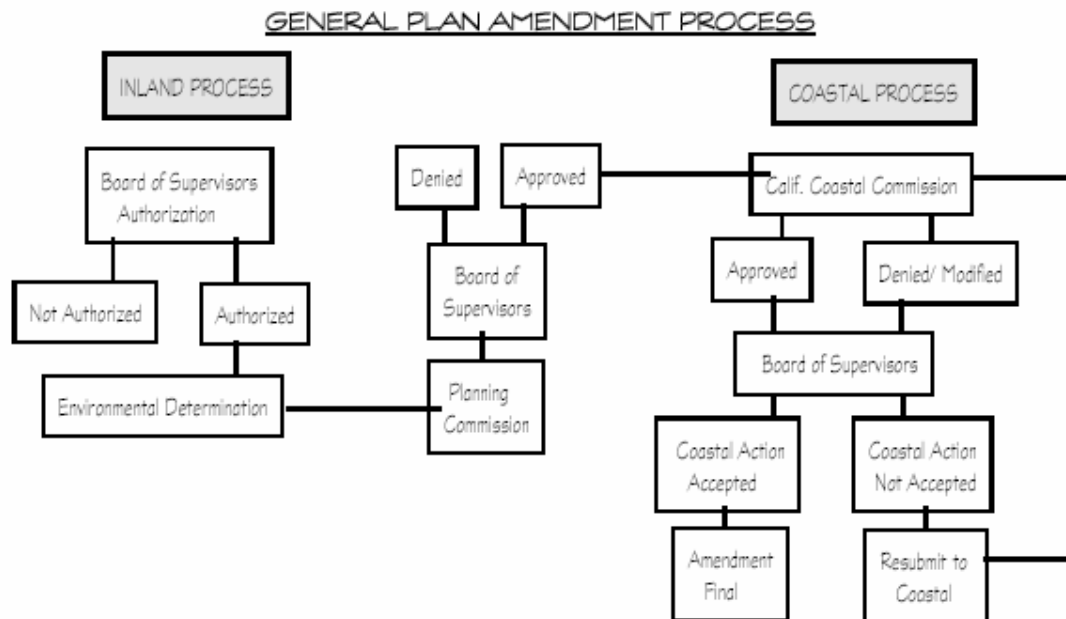 GENERAL PLAN AMENDMENT PROCESS
INLAND PROCESS
COASTAL PROCESS
Board of Supervisors
Authorization
Not Authorized
Authorized
Environmental Determination
Denied
Approved
Board of
Supervisors
Planning
Commission
Calif. Coastal Commission
Approved
Denied/ Modified
Board of Supervisors
Coastal Action
Accepted
Coastal Action
Not Accepted
Amendment
Final
Resubmit to
Coastal